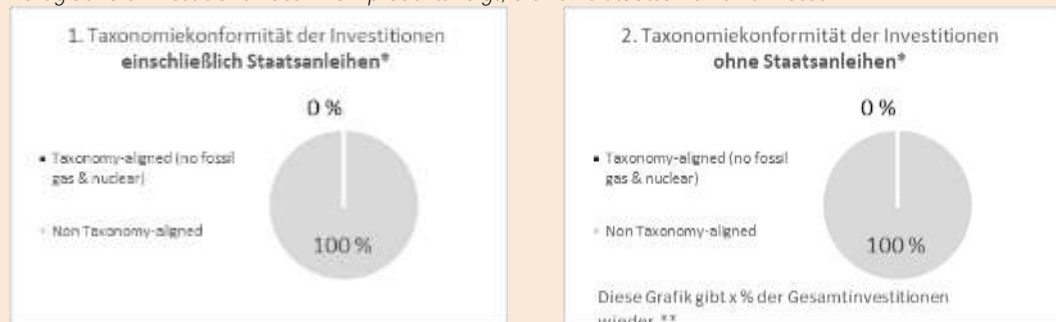 1. Taxonomiekonformität der Investitionen
einschließlich Staatsanleihen*
0 %
Taxonomy-aligned (no fossil
gas & nuclear)
Non Taxonomy-aligned
100 %
2. Taxonomiekonformität der Investitionen
ohne Staatsanleihen*
0 %
Taxonomy-aligned (no fossil
gas & nuclear)
Non Taxonomy-aligned
100 %
Diese Grafik gibt x % der Gesamtinvestitionen
wieder.**